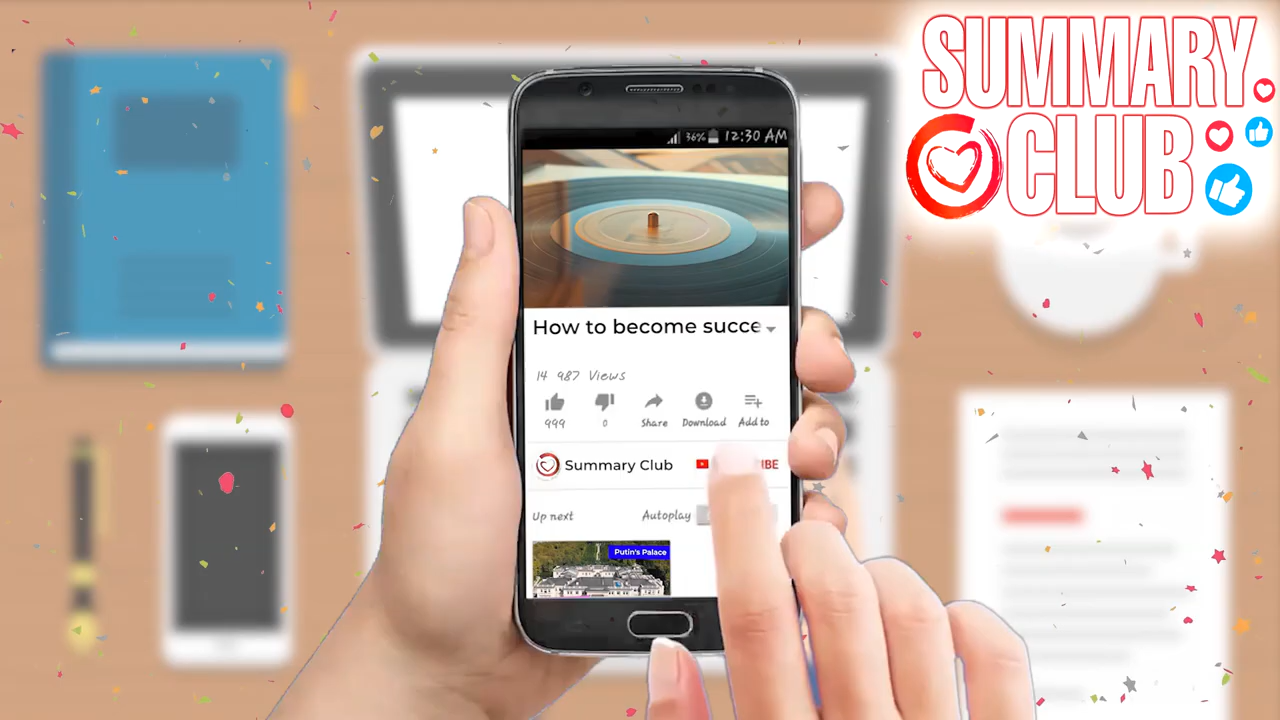 SUMMARY
CLUB
36% 12:30 AM
How to become succe
14 987 Views
999 0 Share Download Add to
Summary Club
Up next Autoplay
Putin's Palace